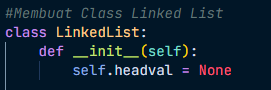 #Membuat Class Linked List
class LinkedList:
    def __init__(self):
        self.headval = None